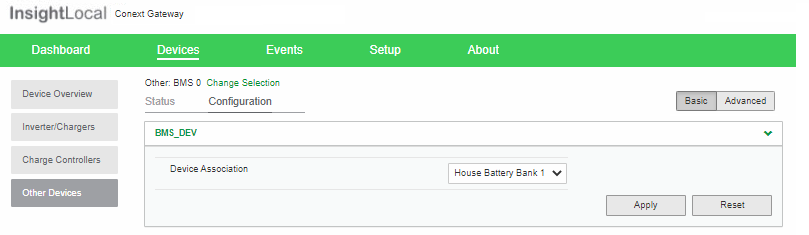 InsightLocal Conext Gateway
Dashboard Devices Events Setup About
Other: BMS 0 Change Selection
Device Overview
Status Configuration
Basic Advanced
Inverter/Chargers
BMS_DEV
Charge Controllers
Device Association House Battery Bank 1
Other Devices
Apply Reset